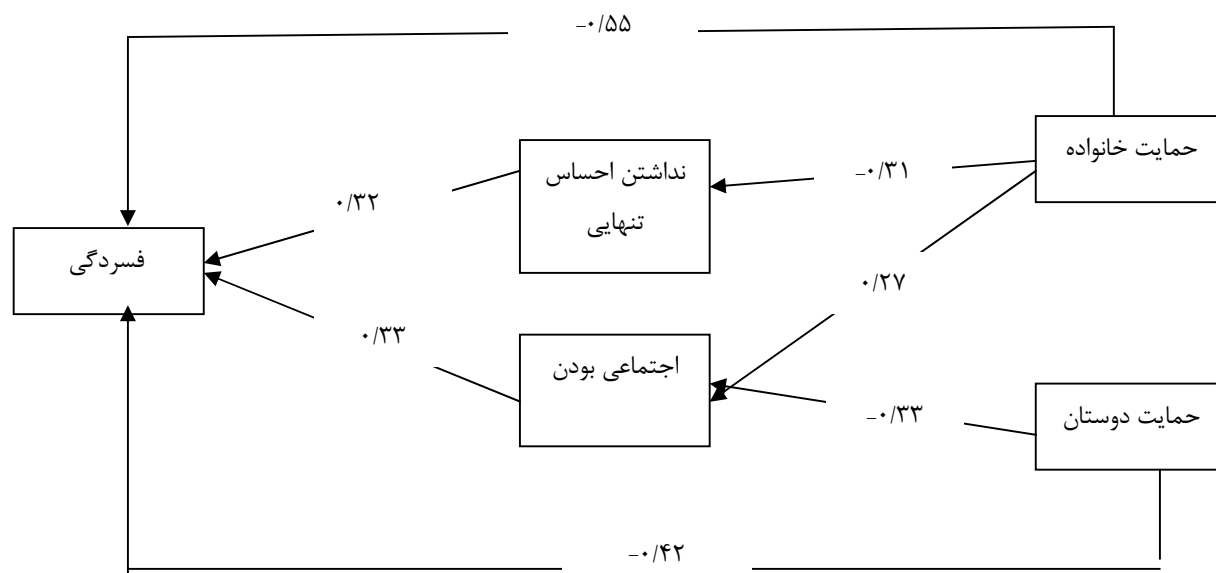 -۰/۵۵
حمایت خانواده
نداشتن احساس
تنهایی
-۰/۳۱
۰/۳۲
فسردگی
۰/۲۷
۰/۳۳
اجتماعی بودن
-۰/۳۳
حمایت دوستان
-۰/۴۲